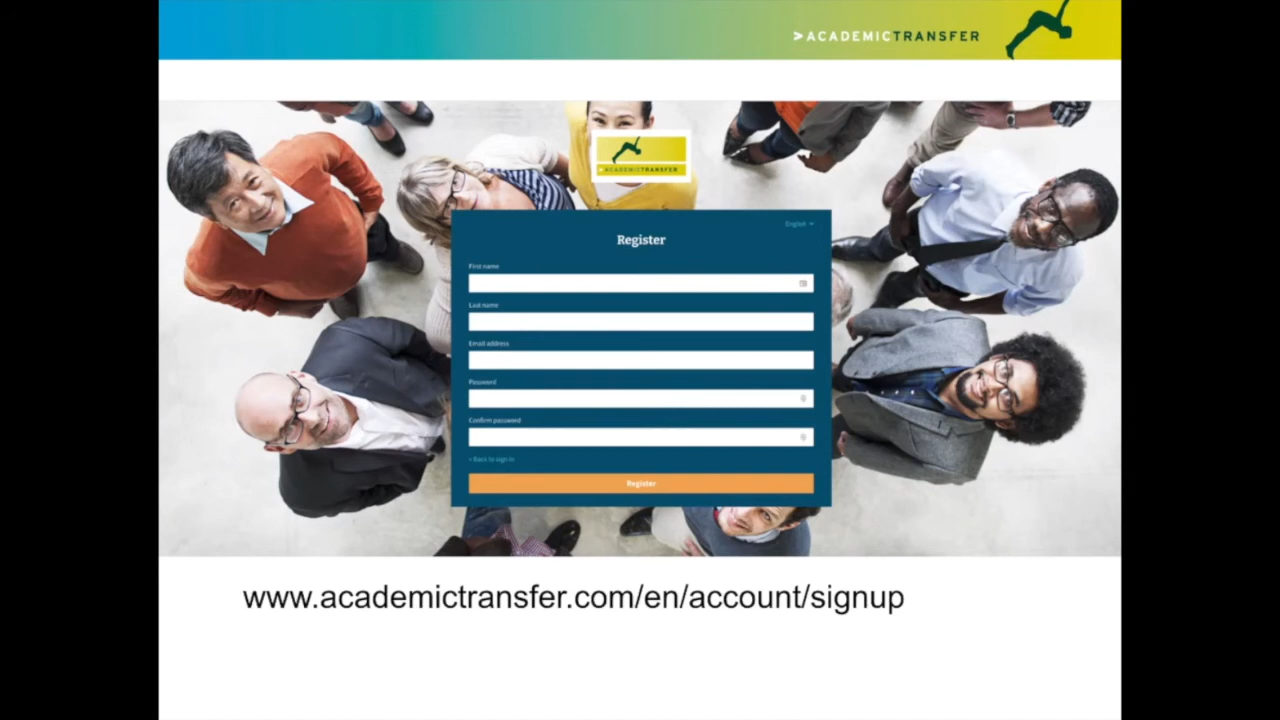 >ACADEMICTRANSFER
>ACADEMICTRANSFER
English
Register
First name
Last name
Email address
Password
Confirm password
« Back to sign in
Register
www.academictransfer.com/en/account/signup